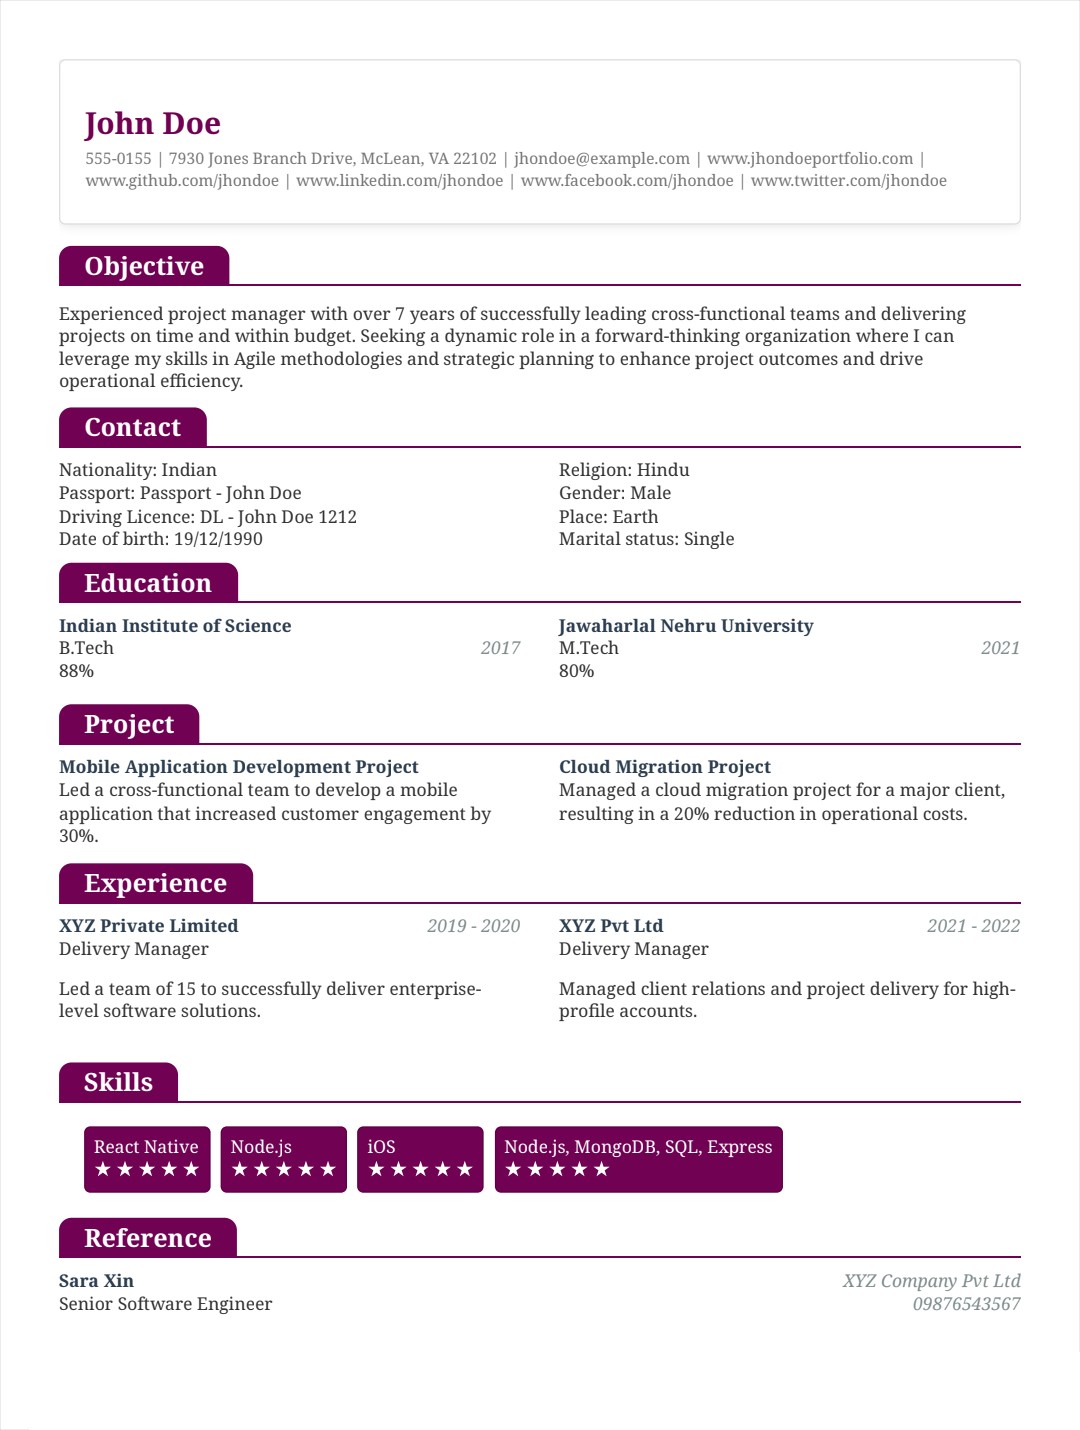 John Doe
555-0155 | 7930 Jones Branch Drive, McLean, VA 22102 | jhondoe@example.com | www.jhondoeportfolio.com |
www.github.com/jhondoe | www.linkedin.com/jhondoe | www.facebook.com/jhondoe | www.twitter.com/jhondoe
Objective
Experienced project manager with over 7 years of successfully leading cross-functional teams and delivering
projects on time and within budget. Seeking a dynamic role in a forward-thinking organization where I can
leverage my skills in Agile methodologies and strategic planning to enhance project outcomes and drive
operational efficiency.
Contact
Nationality: Indian
Passport: Passport - John Doe
Driving Licence: DL - John Doe 1212
Date of birth: 19/12/1990
Religion: Hindu
Gender: Male
Place: Earth
Marital status: Single
Education
Indian Institute of Science
B.Tech 2017
88%
Jawaharlal Nehru University
M.Tech 2021
80%
Project
Mobile Application Development Project
Led a cross-functional team to develop a mobile
application that increased customer engagement by
30%.
Cloud Migration Project
Managed a cloud migration project for a major client,
resulting in a 20% reduction in operational costs.
Experience
XYZ Private Limited 2019 - 2020
Delivery Manager
Led a team of 15 to successfully deliver enterprise-
level software solutions.
XYZ Pvt Ltd 2021 - 2022
Delivery Manager
Managed client relations and project delivery for high-
profile accounts.
Skills
React Native
★★★★★
Node.js
★★★★★
iOS
★★★★★
Node.js, MongoDB, SQL, Express
★★★★★
Reference
Sara Xin XYZ Company Pvt Ltd
Senior Software Engineer 09876543567